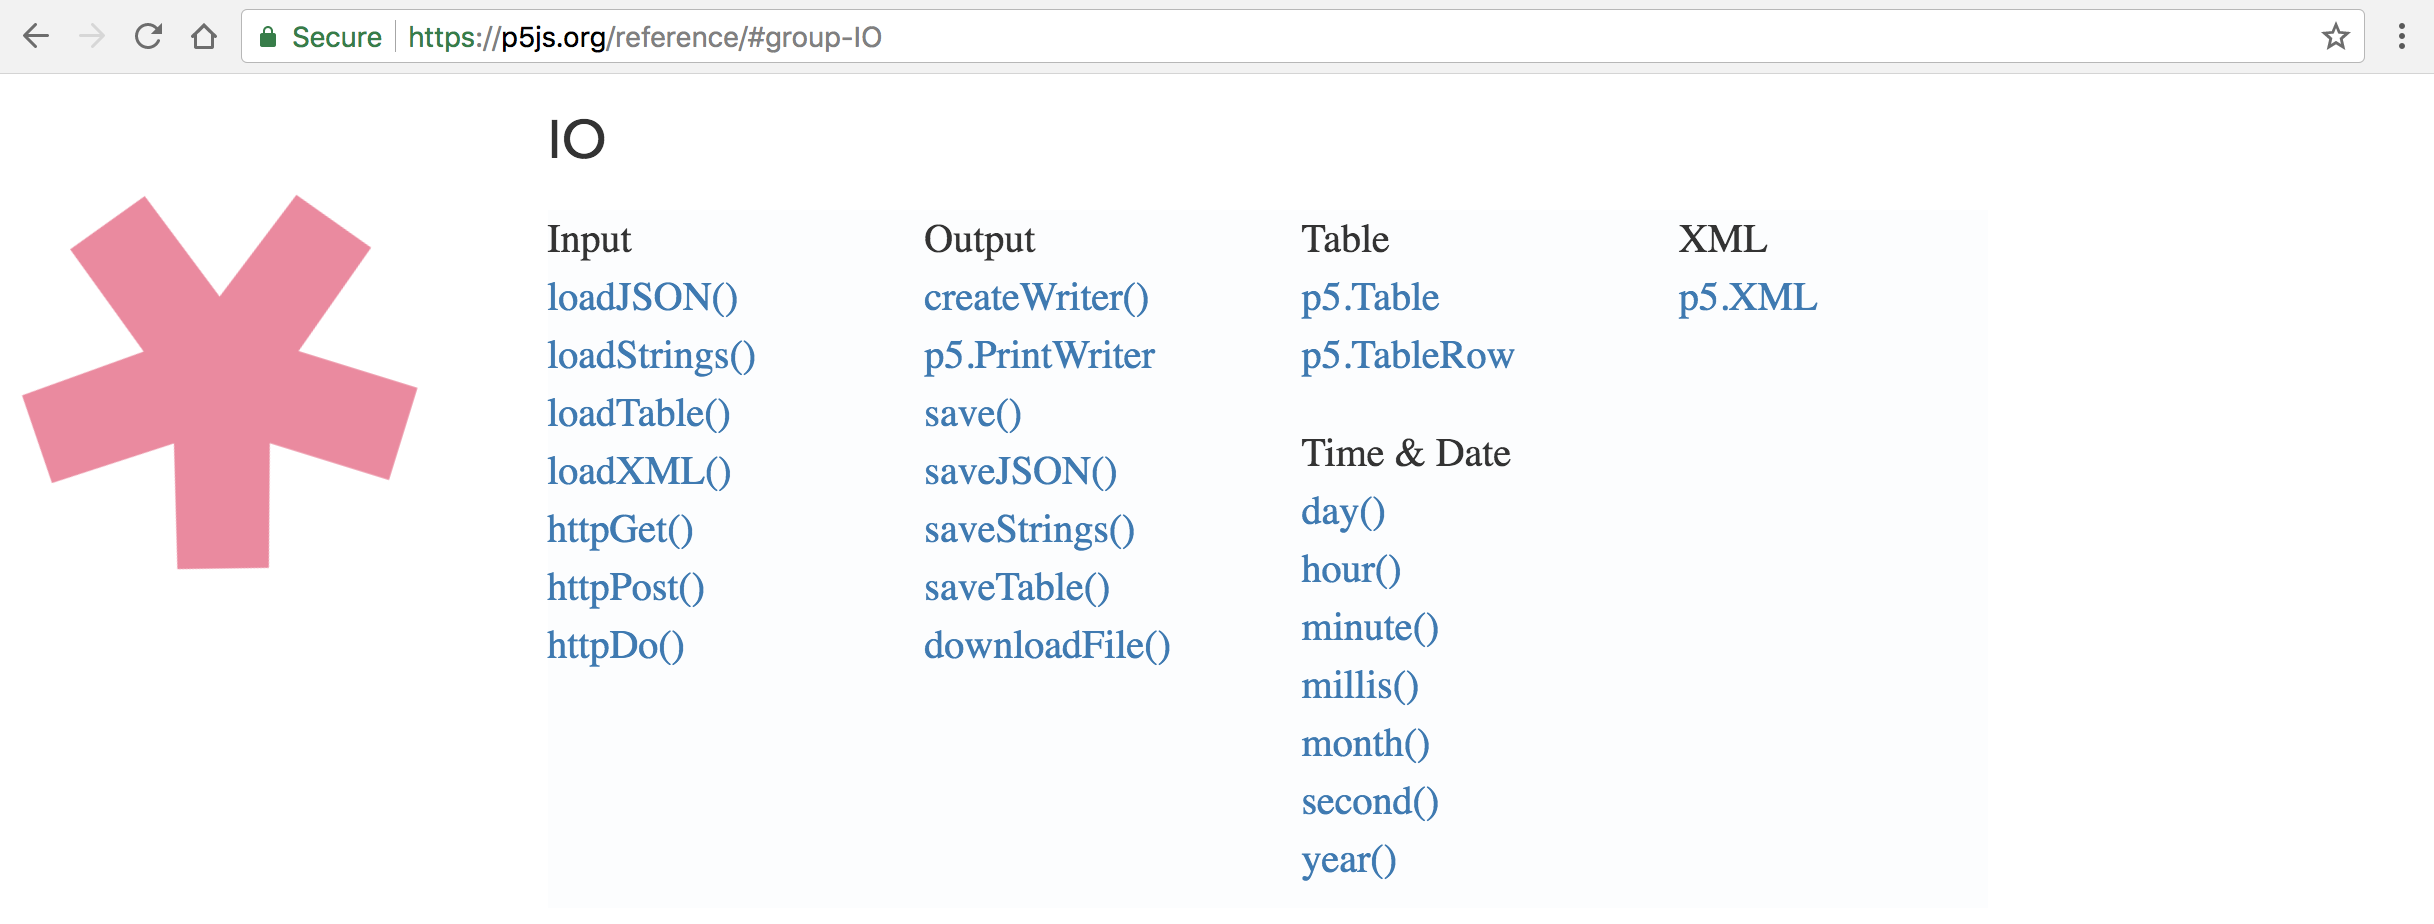 Secure https://p5js.org/reference/#group-IO
IO
Input
loadJSON()
loadStrings()
loadTable()
loadXML()
httpGet()
httpPost()
httpDo()
Output
createWriter()
p5.PrintWriter
save()
saveJSON()
saveStrings()
saveTable()
downloadFile()
Table
p5.Table
p5.TableRow
Time & Date
day()
hour()
minute()
millis()
month()
second()
year()
XML
p5.XML